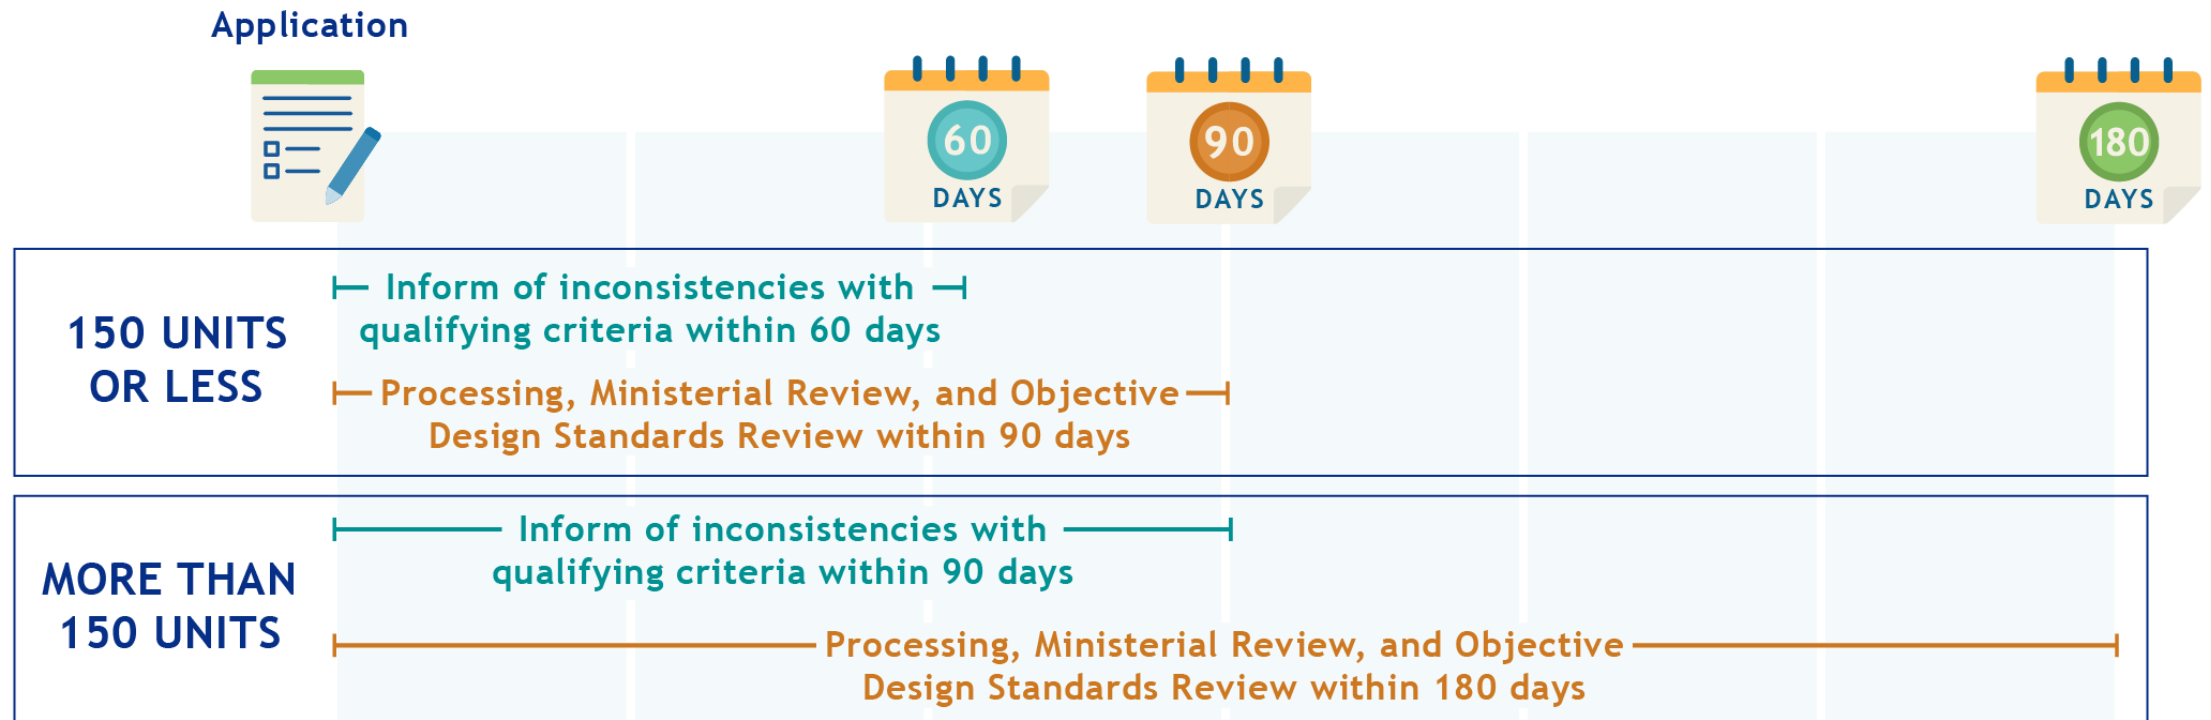 Application
60
DAYS
90
DAYS
180
DAYS
150 UNITS
OR LESS
Inform of inconsistencies with
qualifying criteria within 60 days
Processing, Ministerial Review, and Objective
Design Standards Review within 90 days
MORE THAN
150 UNITS
Inform of inconsistencies with
qualifying criteria within 90 days
Processing, Ministerial Review, and Objective
Design Standards Review within 180 days